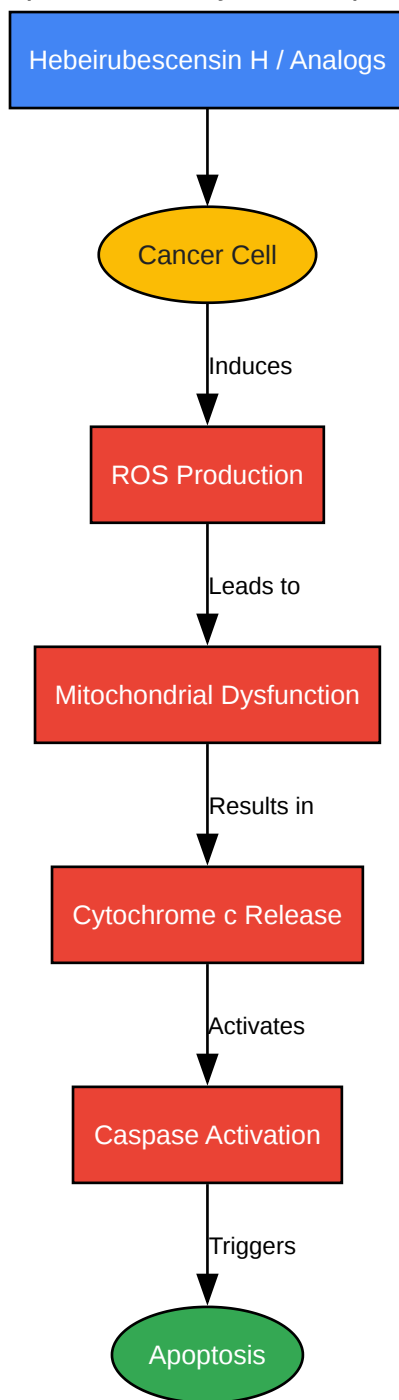 Hebeirubescensin H / Analogs
Cancer Cell
Induces
ROS Production
Leads to
Mitochondrial Dysfunction
Results in
Cytochrome c Release
Activates
Caspase Activation
Triggers
Apoptosis